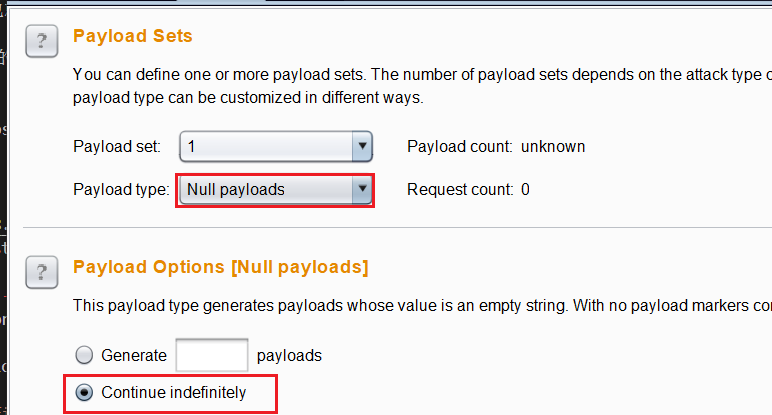 ?
Payload Sets
You can define one or more payload sets. The number of payload sets depends on the attack type
payload type can be customized in different ways.
Payload set: 1 Payload count: unknown
Payload type: Null payloads Request count: 0
?
Payload Options [Null payloads]
This payload type generates payloads whose value is an empty string. With no payload markers
Generate payloads
Continue indefinitely